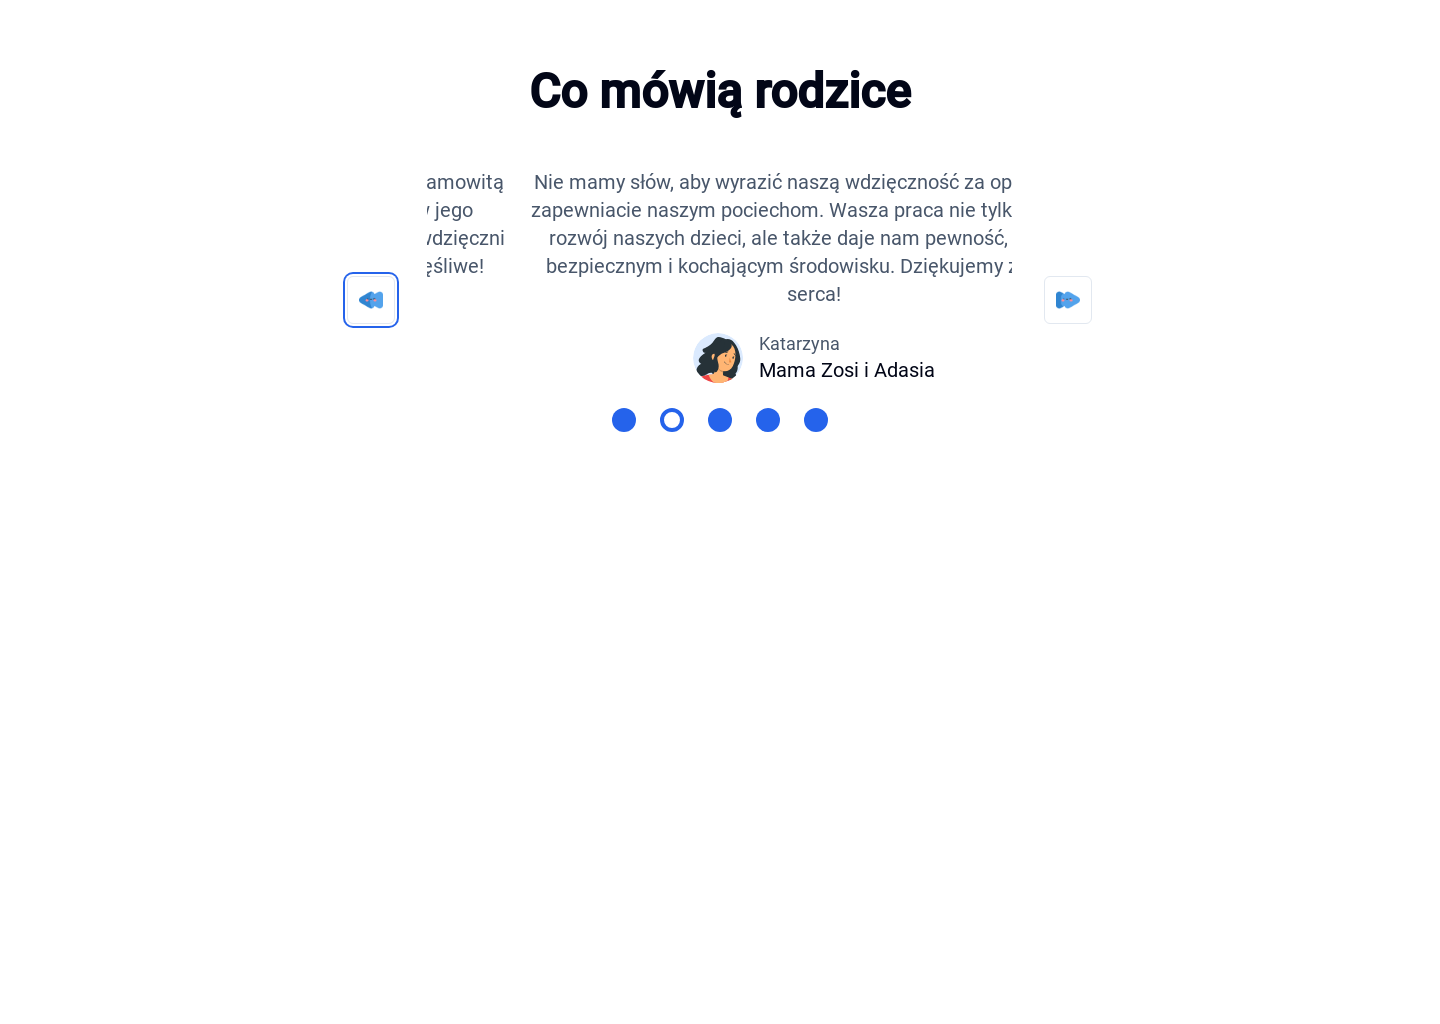 Co mówią rodzice
amowitą
jego
wdzięczni
ęśliwe!
Nie mamy słów, aby wyrazić naszą wdzięczność za op
zapewniacie naszym pociechom. Wasza praca nie tylk
rozwój naszych dzieci, ale także daje nam pewność,
bezpiecznym i kochającym środowisku. Dziękujemy z
serca!
Katarzyna
Mama Zosi i Adasia